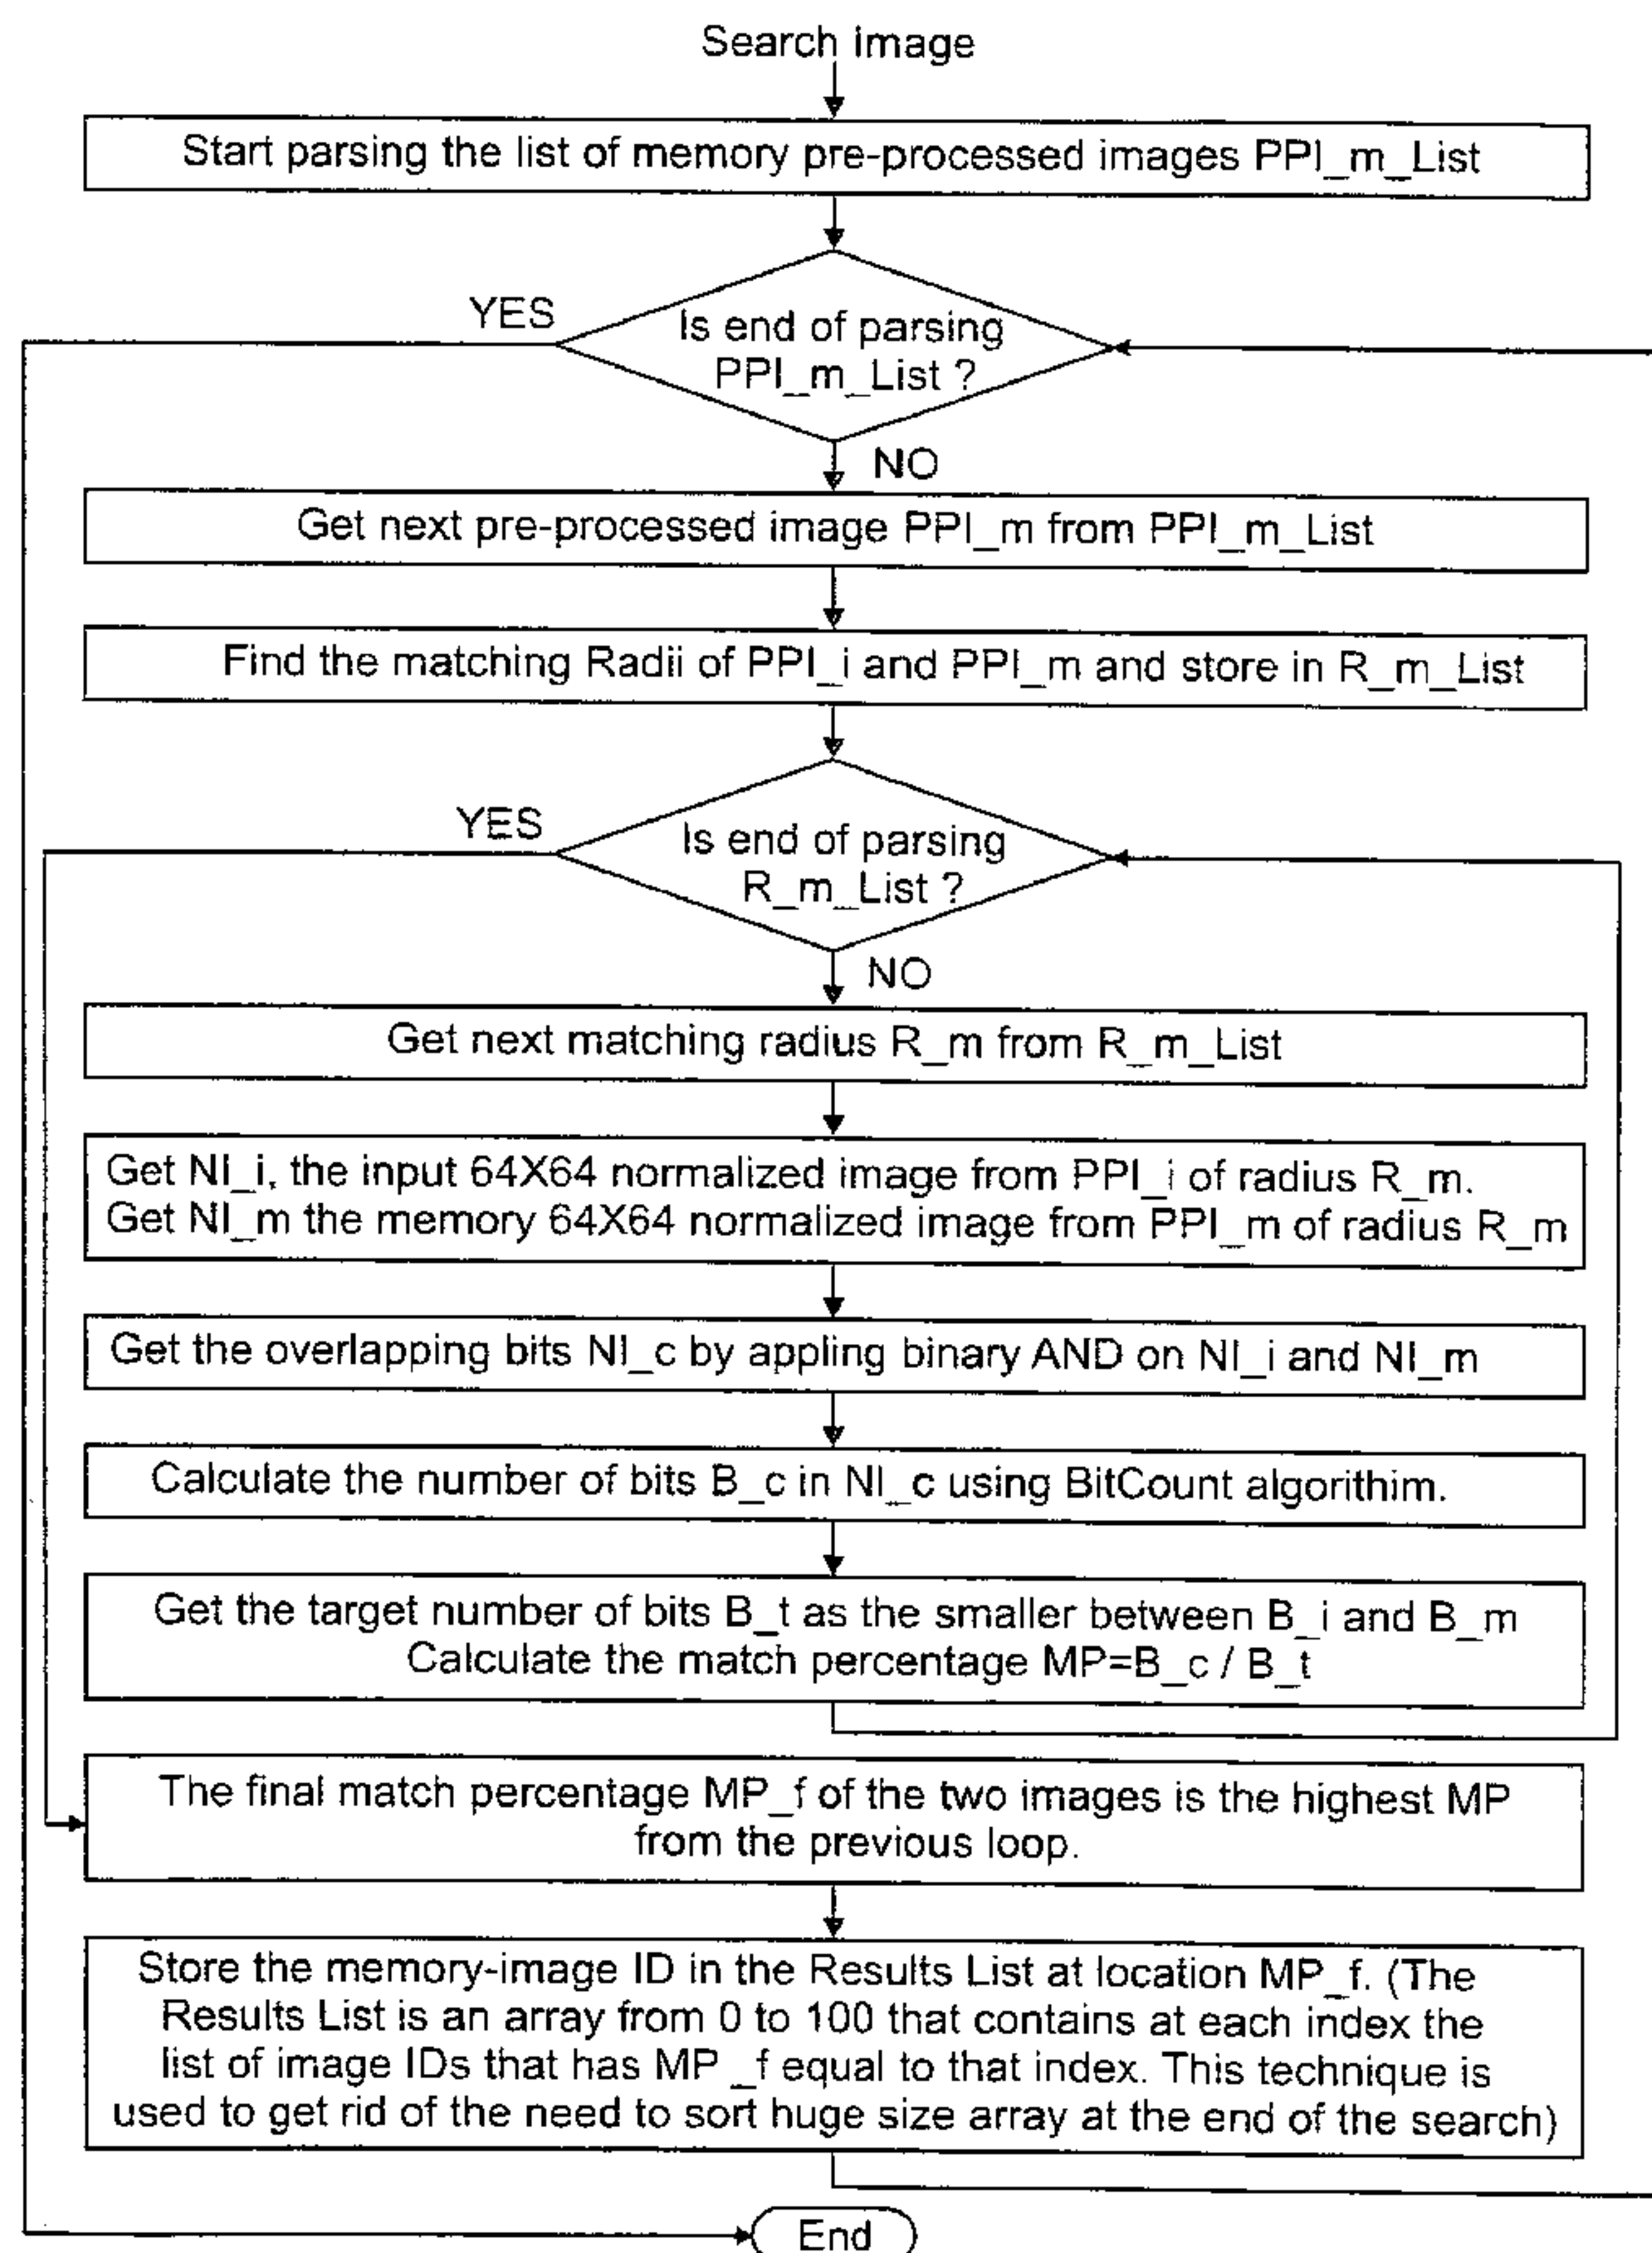 Search Image
Start parsing the list of memory pre-processed images PPI_m_List
YES
Is end of parsing
PPI_m_List ?
NO
Get next pre-processed image PPI_m from PPI_m_List
Find the matching Radii of PPI_i and PPI_m and store in R_m_List
YES
Is end of parsing
R_m_List ?
NO
Get next matching radius R_m from R_m_List
Get NI_i, the input 64X64 normalized image from PPI_i of radius R_m.
Get NI_m the memory 64X64 normalized image from PPI_m of radius R_m
Get the overlapping bits NI_c by appling binary AND on NI_i and NI_m
Calculate the number of bits B_c in NI_c using BitCount algorithim.
Get the target number of bits B_t as the smaller between B_i and B_m
Calculate the match percentage MP=B_c / B_t
The final match percentage MP_f of the two images is the highest MP
from the previous loop.
Store the memory-image ID in the Results List at location MP_f. (The
Results List is an array from 0 to 100 that contains at each index the
list of image IDs that has MP_f equal to that index. This technique is
used to get rid of the need to sort huge size array at the end of the search)
End